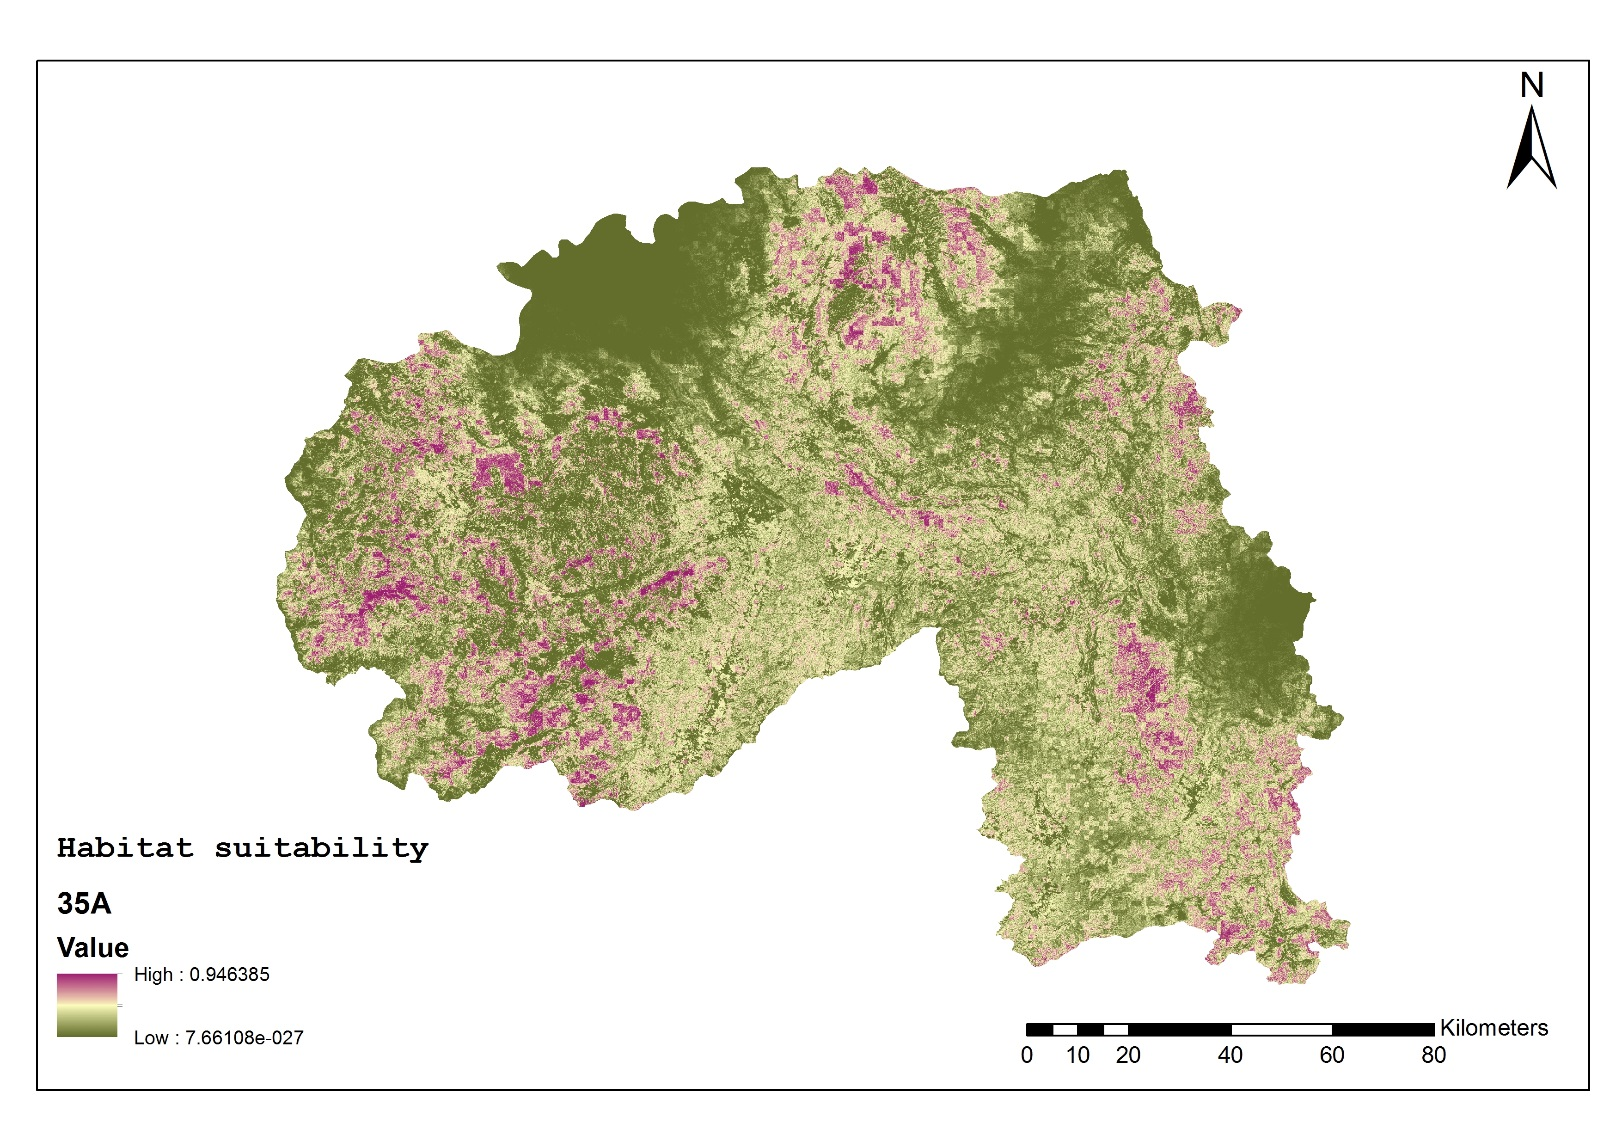 N
Habitat suitability
35A
Value
High : 0.946385
Low : 7.66108e-027
Kilometers
0 10 20 40 60 80